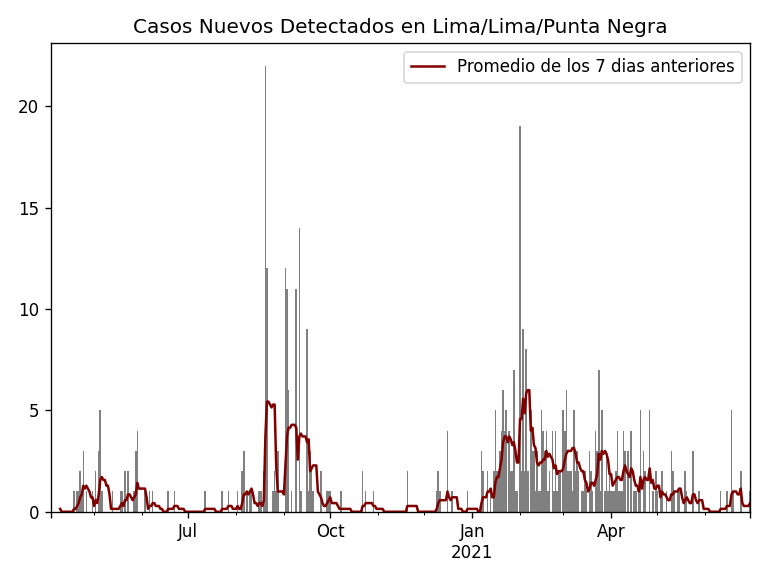 Casos Nuevos Detectados en Lima/Lima/Punta Negra
Promedio de los 7 dias anteriores
20
15
10
5
0
Jul
Oct
Jan
2021
Apr